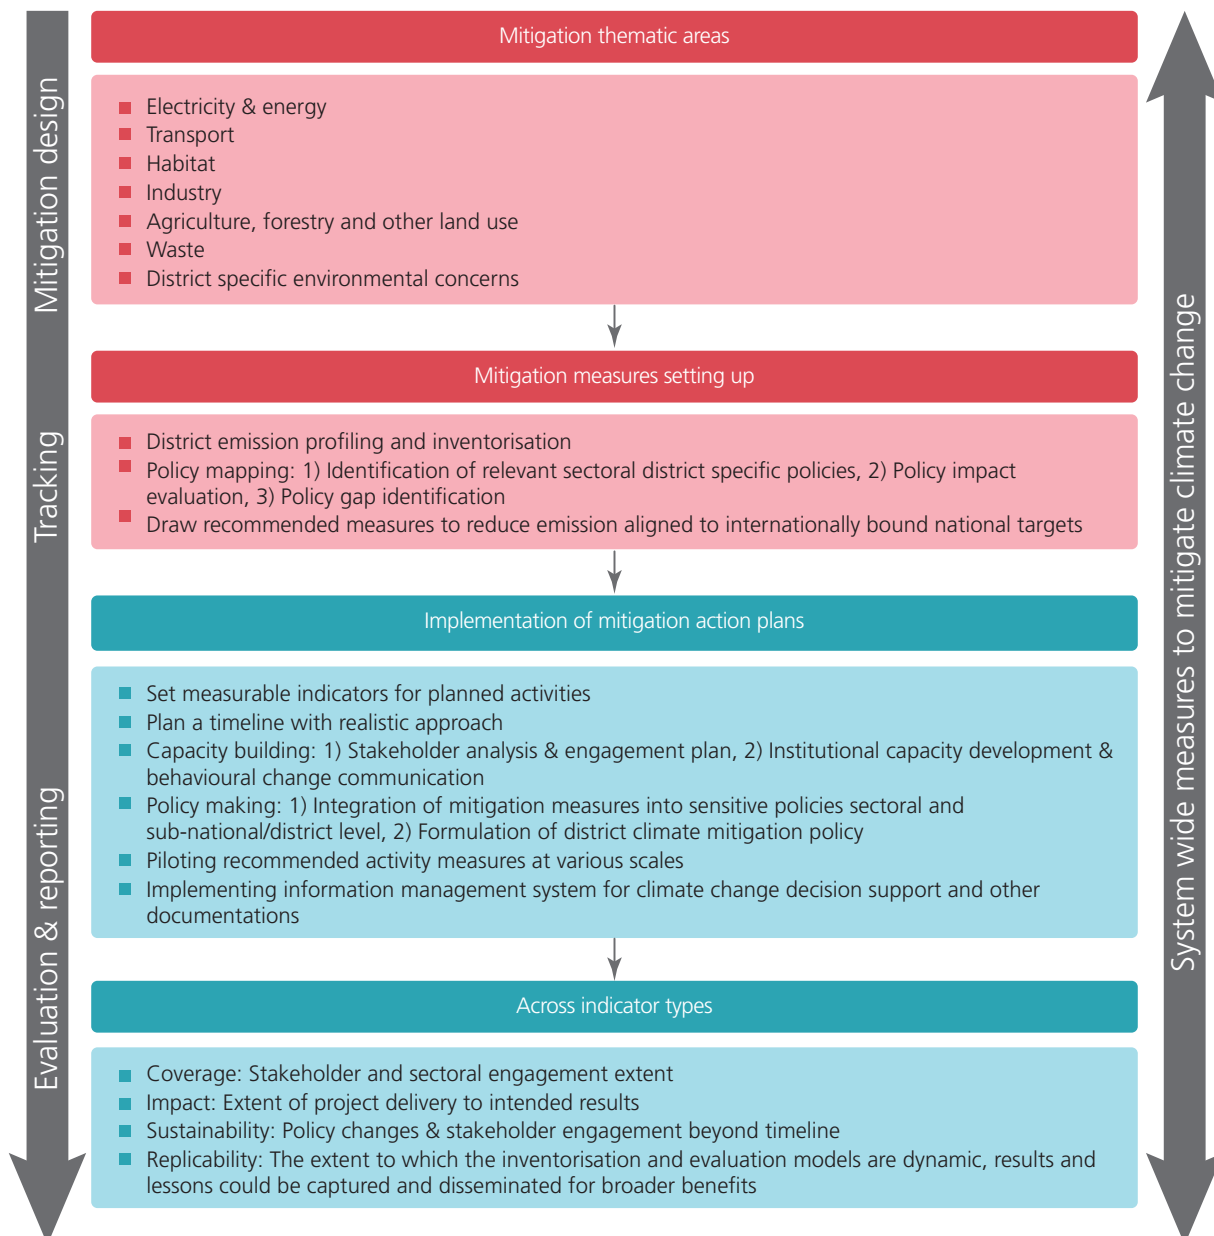 Mitigation thematic areas
Electricity & energy
Transport
Habitat
Industry
Agriculture, forestry and other land use
Waste
District specific environmental concerns
Mitigation measures setting up
District emission profiling and inventorisation
Policy mapping: 1) Identification of relevant sectoral district specific policies, 2) Policy impact
evaluation, 3) Policy gap identification
Draw recommended measures to reduce emission aligned to internationally bound national targets
Implementation of mitigation action plans
Set measurable indicators for planned activities
Plan a timeline with realistic approach
Capacity building: 1) Stakeholder analysis & engagement plan, 2) Institutional capacity development &
behavioural change communication
Policy making: 1) Integration of mitigation measures into sensitive policies sectoral and
sub-national/district level, 2) Formulation of district climate mitigation policy
Piloting recommended activity measures at various scales
Implementing information management system for climate change decision support and other
documentations
Across indicator types
Coverage: Stakeholder and sectoral engagement extent
Impact: Extent of project delivery to intended results
Sustainability: Policy changes & stakeholder engagement beyond timeline
Replicability: The extent to which the inventorisation and evaluation models are dynamic, results and
lessons could be captured and disseminated for broader benefits
Mitigation design
Tracking
Evaluation & reporting
System wide measures to mitigate climate change